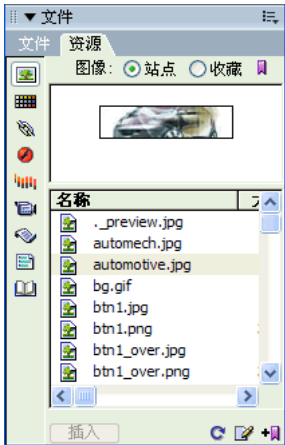 文件
文件 资源
图像: 站点 收藏
名称
._preview.jpg
automech.jpg
automotive.jpg
bg.gif
btn1.jpg
btn1.png
btn1_over.jpg
btn1_over.png
插入